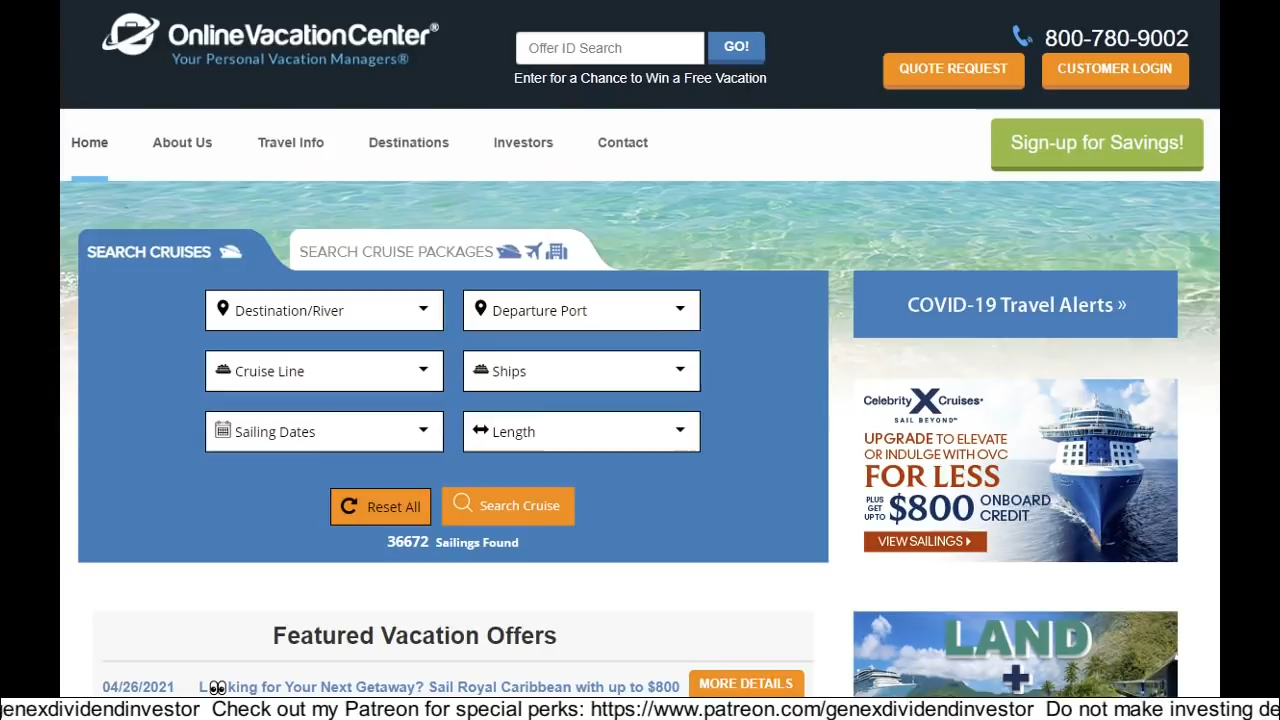 OnlineVacationCenter®
Your Personal Vacation Managers®
Offer ID Search
GO!
Enter for a Chance to Win a Free Vacation
800-780-9002
QUOTE REQUEST
CUSTOMER LOGIN
Home
About Us
Travel Info
Destinations
Investors
Contact
Sign-up for Savings!
SEARCH CRUISES
SEARCH CRUISE PACKAGES
Destination/River
Departure Port
Cruise Line
Ships
Sailing Dates
Length
Reset All
Search Cruise
36672 Sailings Found
COVID-19 Travel Alerts »
Celebrity X Cruises®
SAIL BEYOND™
UPGRADE TO ELEVATE
OR INDULGE WITH OVC
FOR LESS
PLUS GET UP TO $800 ONBOARD CREDIT
VIEW SAILINGS
Featured Vacation Offers
04/26/2021 L👀king for Your Next Getaway? Sail Royal Caribbean with up to $800
MORE DETAILS
LAND
+
genexdividendinvestor Check out my Patreon for special perks: https://www.patreon.com/genexdividendinvestor Do not make investing de